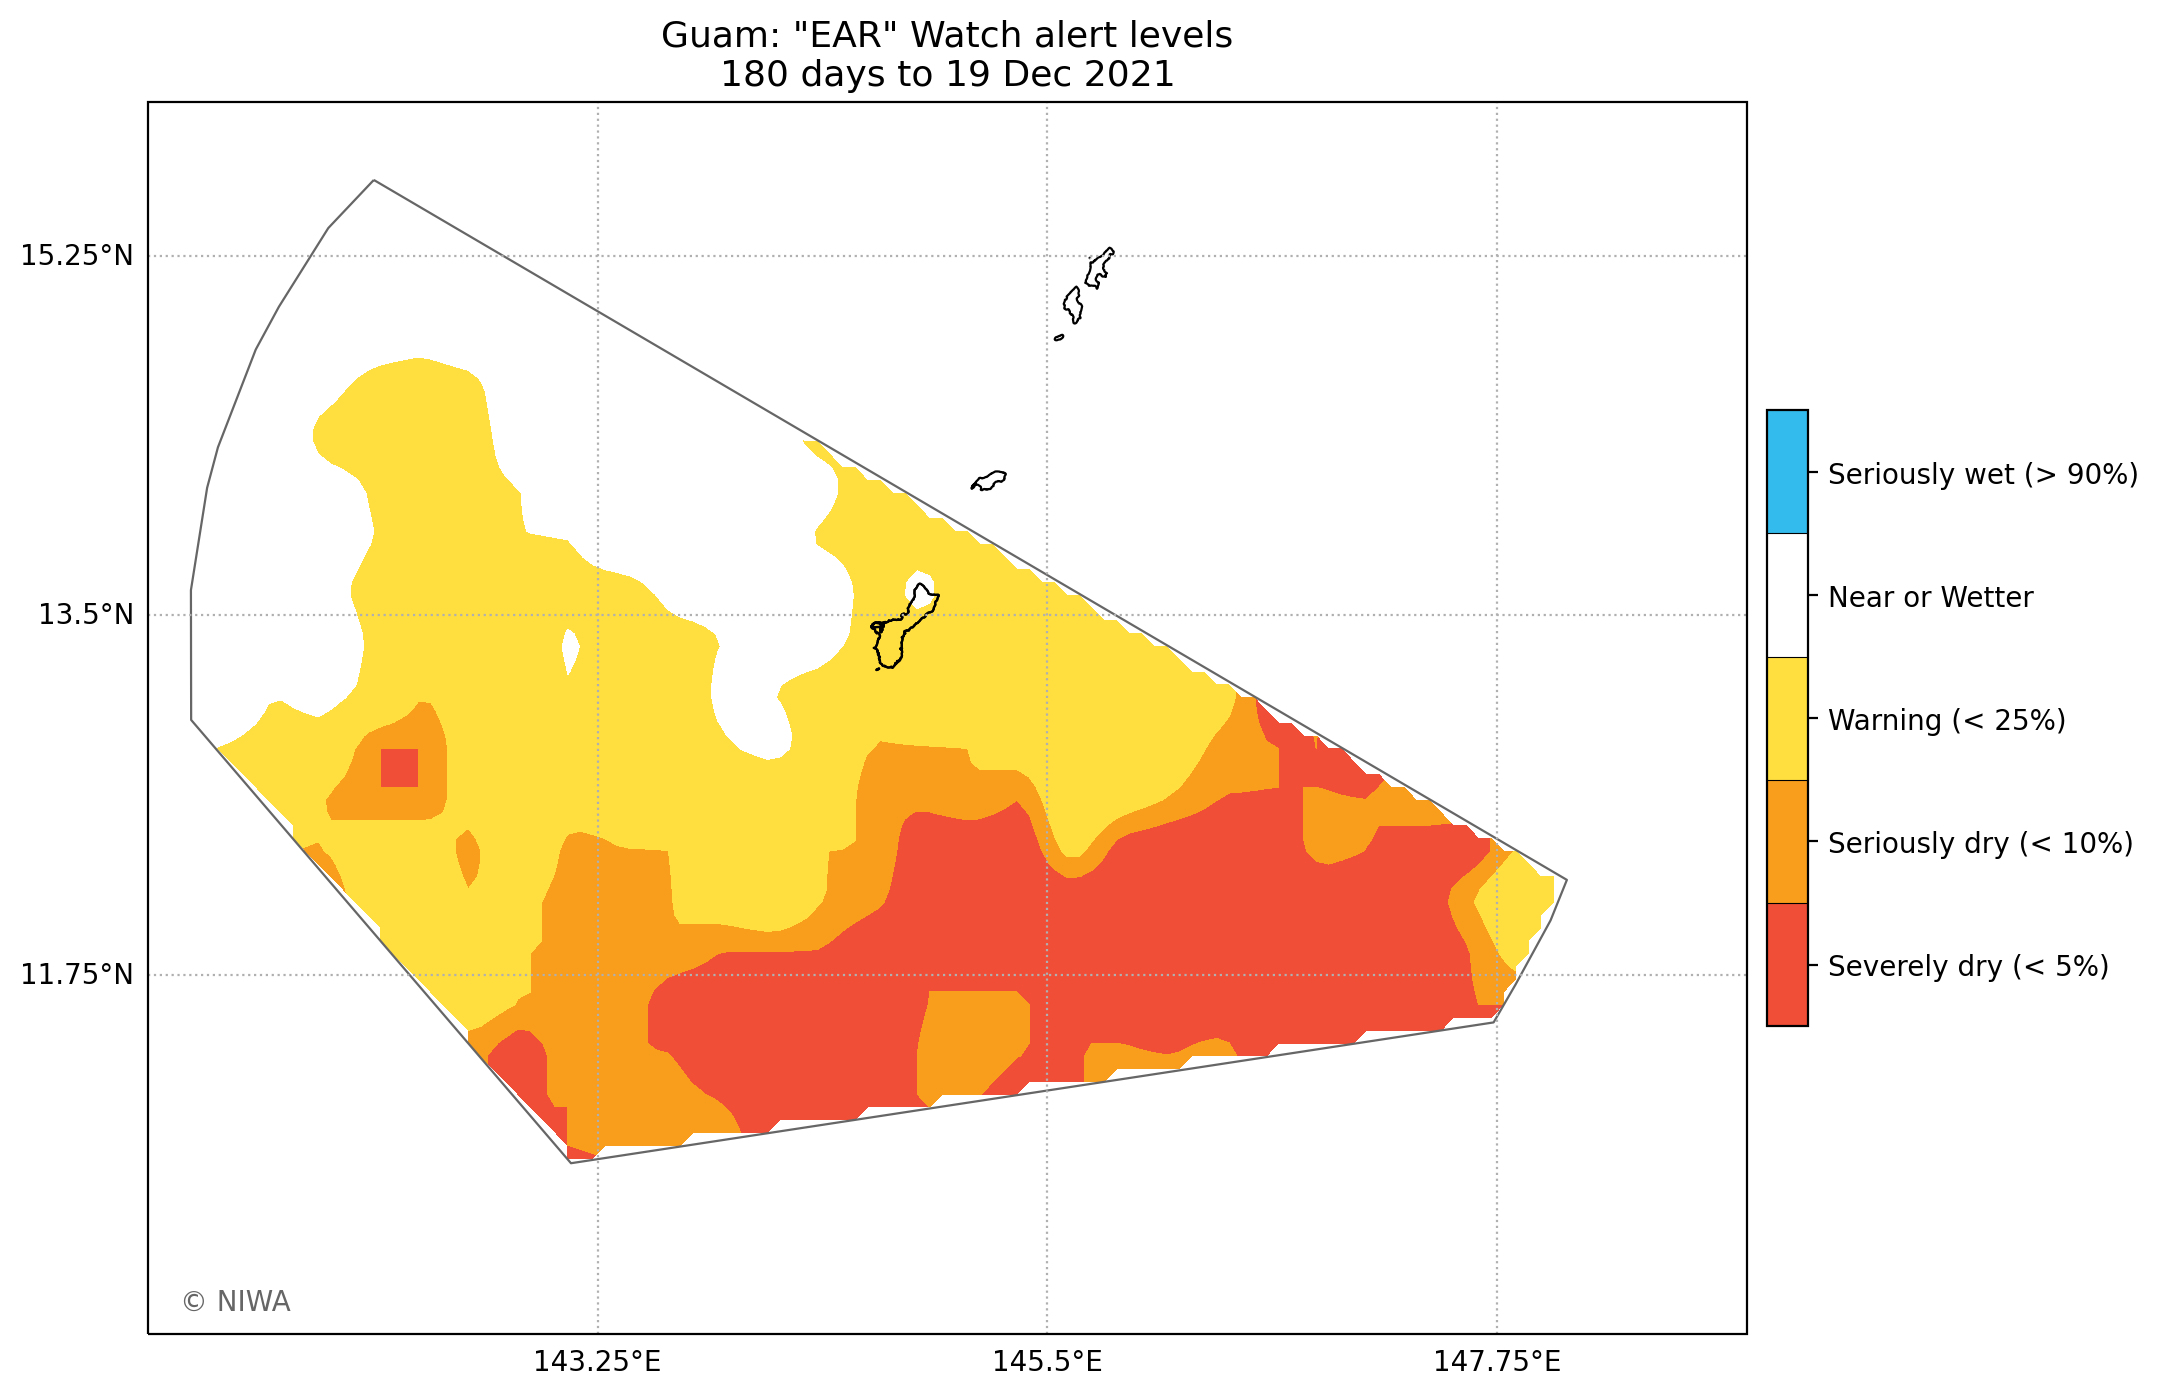 Guam: "EAR" Watch alert levels
180 days to 19 Dec 2021
15.25°N
13.5°N
11.75°N
143.25°E
145.5°E
147.75°E
Seriously wet (> 90%)
Near or Wetter
Warning (< 25%)
Seriously dry (< 10%)
Severely dry (< 5%)
© NIWA